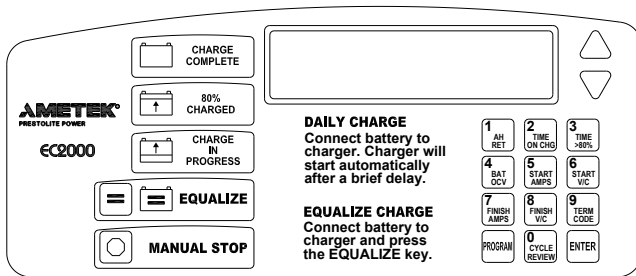 CHARGE
COMPLETE
80%
CHARGED
CHARGE
IN
PROGRESS
AMETEK®
PRESTOLITE POWER
EC2000
EQUALIZE
MANUAL STOP
DAILY CHARGE
Connect battery to
charger. Charger will
start automatically
after a brief delay.
EQUALIZE CHARGE
Connect battery to
charger and press
the EQUALIZE key.
1
AH
RET
2
TIME
ON CHG
3
TIME
>80%
4
BAT
OCV
5
START
AMPS
6
START
V/C
7
FINISH
AMPS
8
FINISH
V/C
9
TERM
CODE
PROGRAM
0
CYCLE
REVIEW
ENTER